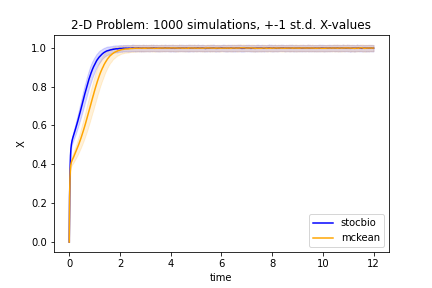 2-D Problem: 1000 simulations, +-1 st.d. X-values
1.0
0.8
0.6
0.4
0.2
0.0
X
0 2 4 6 8 10 12
time
stocbio
mckean